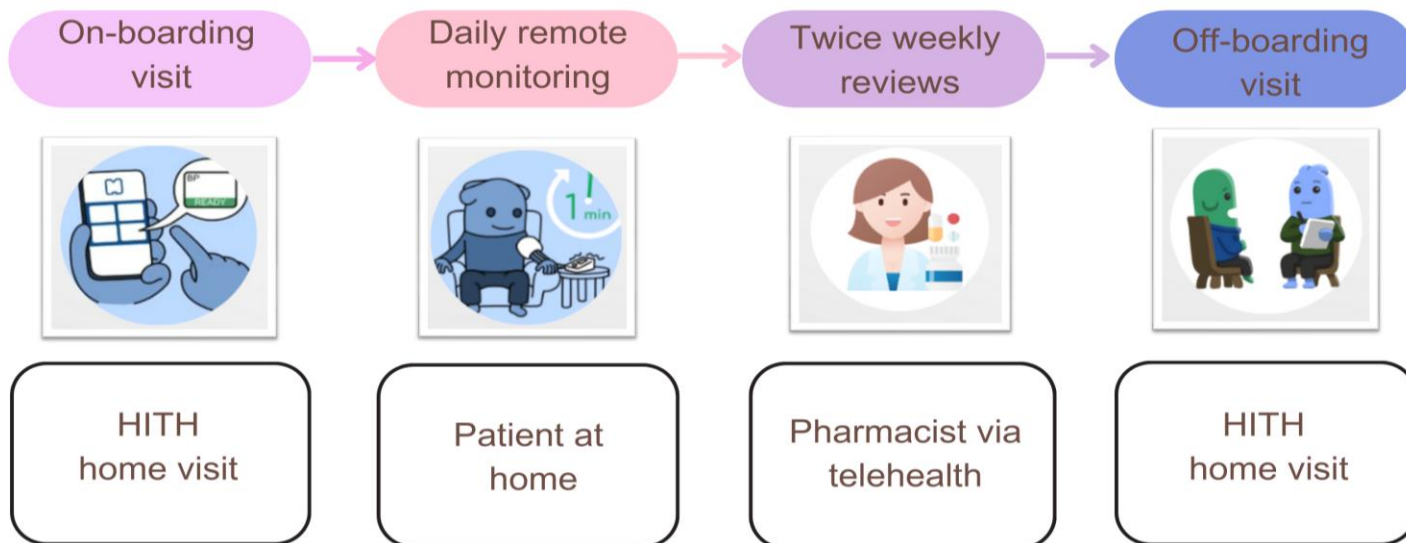 On-boarding
visit
Daily remote
monitoring
Twice weekly
reviews
Off-boarding
visit
BP
READY
1 min
HITH
home visit
Patient at
home
Pharmacist via
telehealth
HITH
home visit